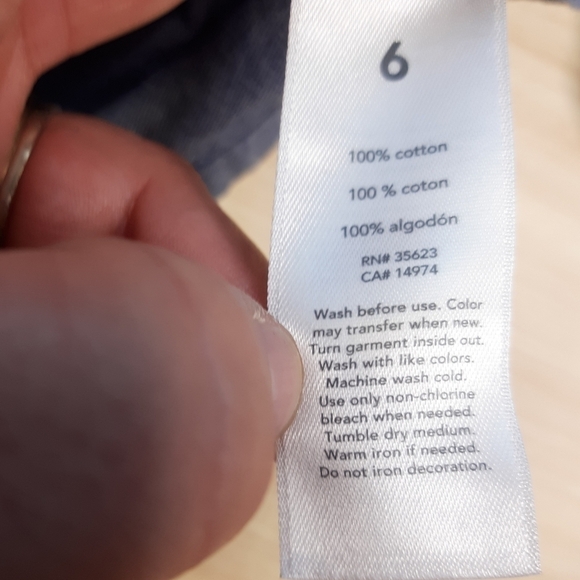 6
100% cotton
100 % coton
100% algodón
RN# 35623
CA# 14974
Wash before use. Color
may transfer when new.
Turn garment inside out.
Wash with like colors.
Machine wash cold.
Use only non-chlorine
bleach when needed.
Tumble dry medium.
Warm iron if needed.
Do not iron decoration.